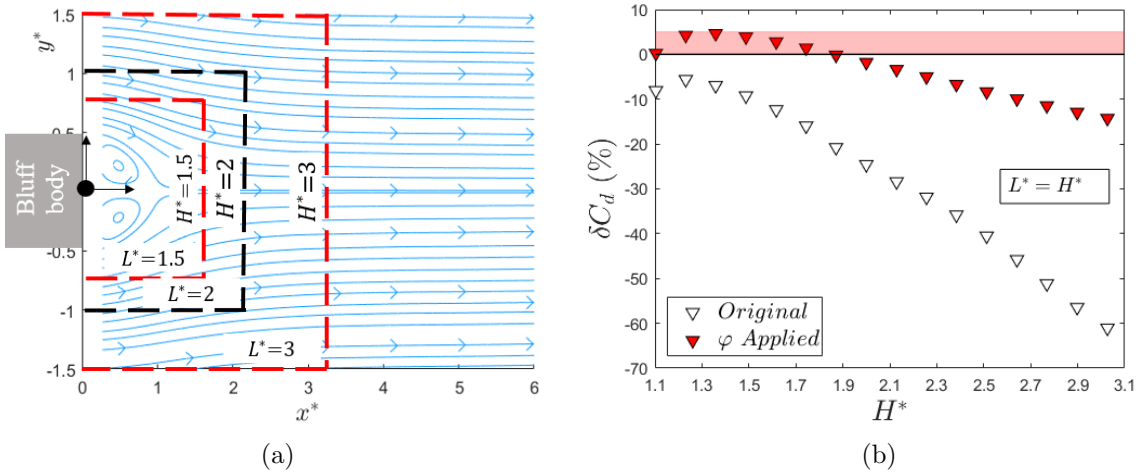 1.5
1
0.5
0
-0.5
-1
-1.5
y*
Bluff
body
H*=1.5
H*=2
H*=3
L*=1.5
L*=2
L*=3
0
1
2
3
4
5
6
x*
(a)
10
0
-10
-20
-30
-40
-50
-60
-70
δC_d (%)
L* = H*
Original
φ Applied
1.1
1.3
1.5
1.7
1.9
2.1
2.3
2.5
2.7
2.9
3.1
H*
(b)